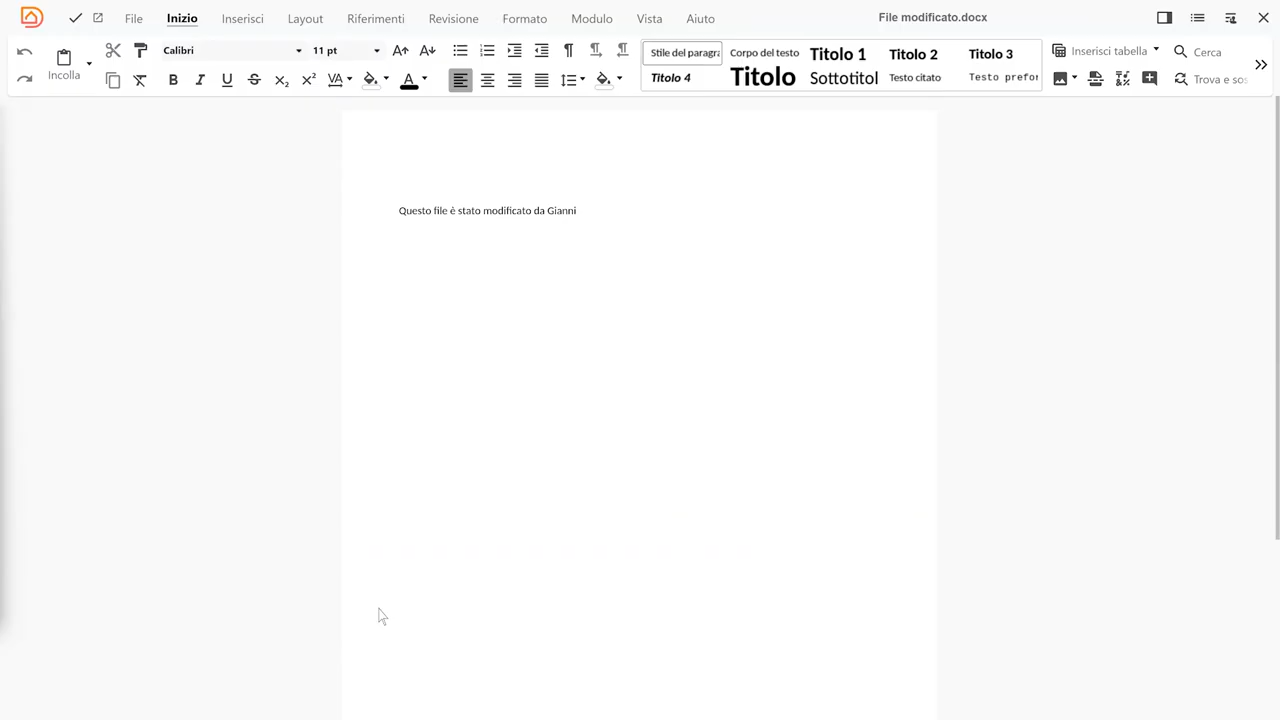 File Inizio Inserisci Layout Riferimenti Revisione Formato Modulo Vista Aiuto File modificato.docx
Incolla Calibri 11 pt Stile del paragra Corpo del testo Titolo 1 Titolo 2 Titolo 3 Inserisci tabella Cerca
Titolo 4 Titolo Sottotitol Testo citato Testo prefor Trova e sos
Questo file è stato modificato da Gianni